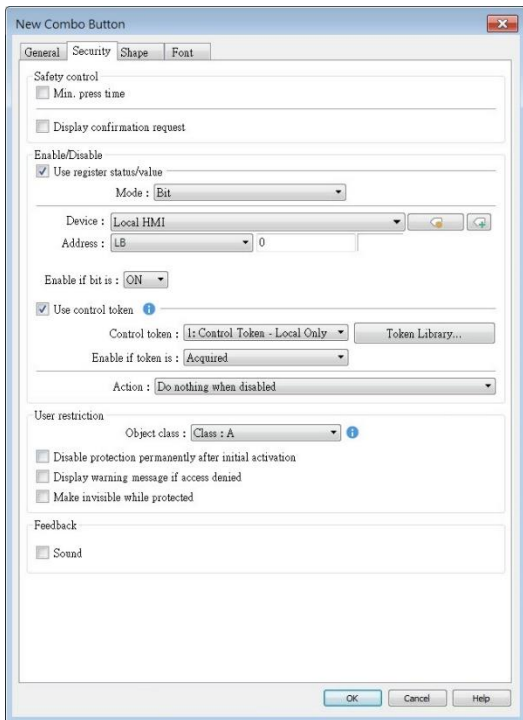 New Combo Button
General Security Shape Font
Safety control
Min. press time
Display confirmation request
Enable/Disable
Use register status/value
Mode : Bit
Device : Local HMI
Address : LB 0
Enable if bit is : ON
Use control token
Control token : 1: Control Token - Local Only Token Library...
Enable if token is : Acquired
Action : Do nothing when disabled
User restriction
Object class : Class : A
Disable protection permanently after initial activation
Display warning message if access denied
Make invisible while protected
Feedback
Sound
OK Cancel Help